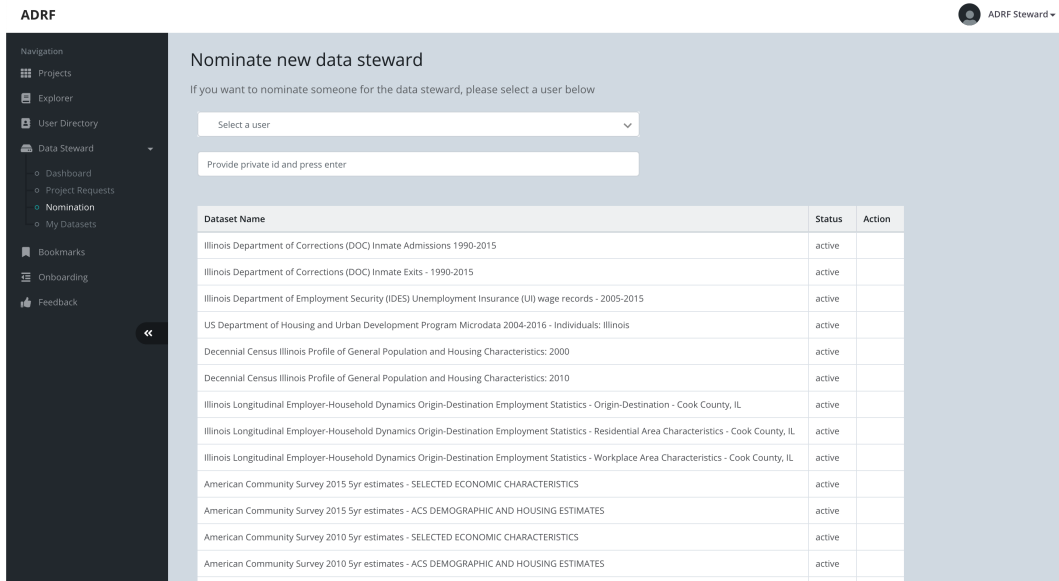 ADRF
ADRF Steward
Navigation
Projects
Explorer
User Directory
Data Steward
Dashboard
Project Requests
Nomination
My Datasets
Bookmarks
Onboarding
Feedback
Nominate new data steward
If you want to nominate someone for the data steward, please select a user below
Select a user
Provide private id and press enter
Dataset Name Status Action
Illinois Department of Corrections (DOC) Inmate Admissions 1990-2015 active
Illinois Department of Corrections (DOC) Inmate Exits - 1990-2015 active
Illinois Department of Employment Security (IDES) Unemployment Insurance (UI) wage records - 2005-2015 active
US Department of Housing and Urban Development Program Microdata 2004-2016 - Individuals: Illinois active
Decennial Census Illinois Profile of General Population and Housing Characteristics: 2000 active
Decennial Census Illinois Profile of General Population and Housing Characteristics: 2010 active
Illinois Longitudinal Employer-Household Dynamics Origin-Destination Employment Statistics - Origin-Destination - Cook County, IL active
Illinois Longitudinal Employer-Household Dynamics Origin-Destination Employment Statistics - Residential Area Characteristics - Cook County, IL active
Illinois Longitudinal Employer-Household Dynamics Origin-Destination Employment Statistics - Workplace Area Characteristics - Cook County, IL active
American Community Survey 2015 5yr estimates - SELECTED ECONOMIC CHARACTERISTICS active
American Community Survey 2015 5yr estimates - ACS DEMOGRAPHIC AND HOUSING ESTIMATES active
American Community Survey 2010 5yr estimates - SELECTED ECONOMIC CHARACTERISTICS active
American Community Survey 2010 5yr estimates - ACS DEMOGRAPHIC AND HOUSING ESTIMATES active